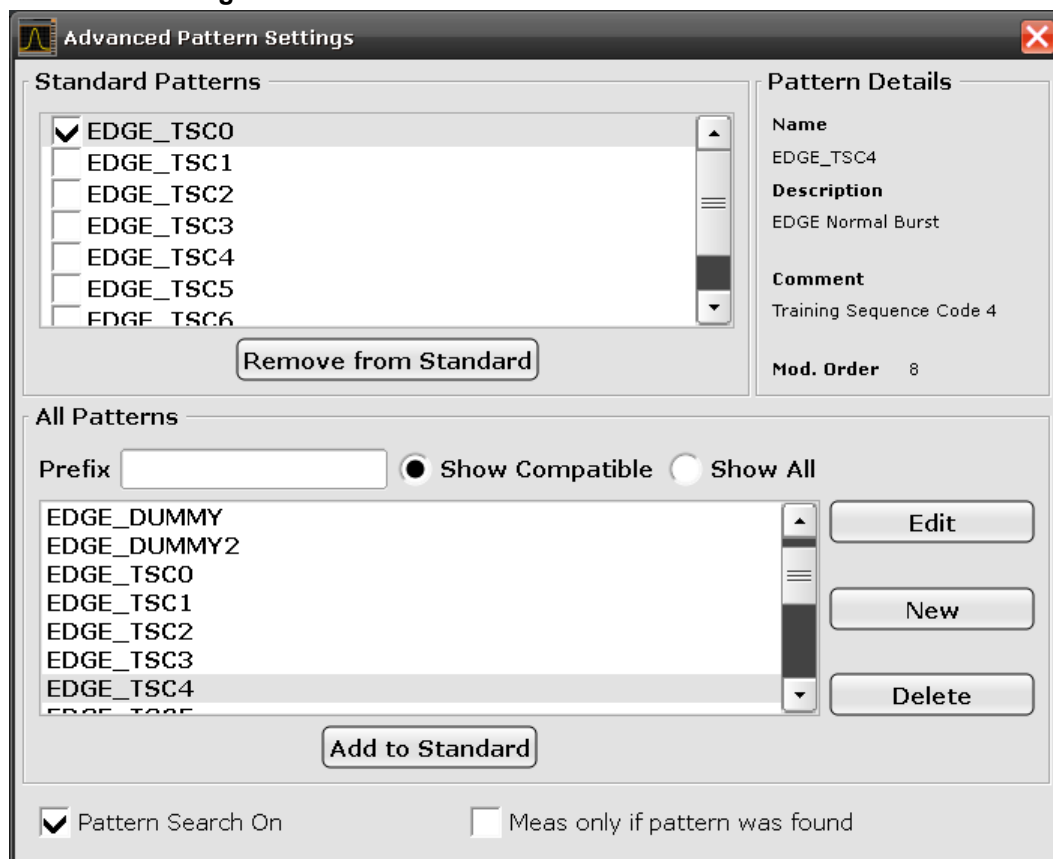 Advanced Pattern Settings
Standard Patterns
EDGE_TSC0
EDGE_TSC1
EDGE_TSC2
EDGE_TSC3
EDGE_TSC4
EDGE_TSC5
EDGE_TSC6
Remove from Standard
Pattern Details
Name
EDGE_TSC4
Description
EDGE Normal Burst
Comment
Training Sequence Code 4
Mod. Order 8
All Patterns
Prefix Show Compatible Show All
EDGE_DUMMY
EDGE_DUMMY2
EDGE_TSC0
EDGE_TSC1
EDGE_TSC2
EDGE_TSC3
EDGE_TSC4
Edit
New
Delete
Add to Standard
Pattern Search On
Meas only if pattern was found